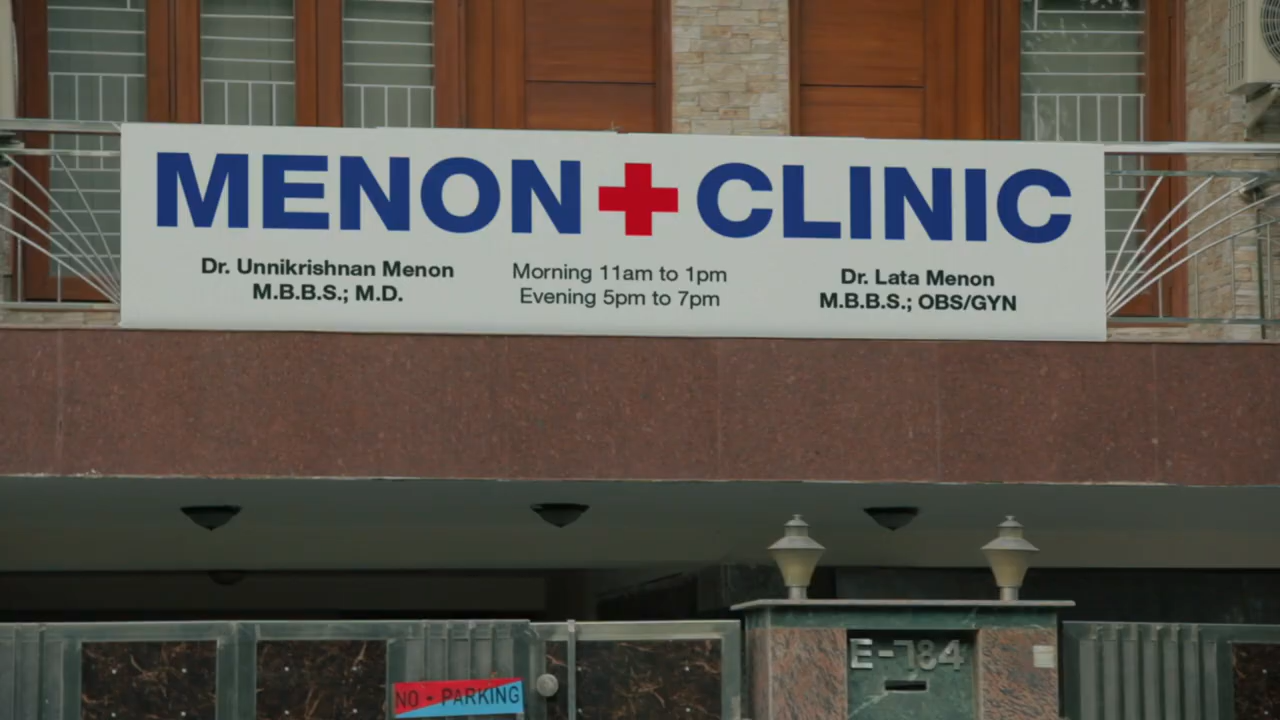 MENON CLINIC
Dr. Unnikrishnan Menon
M.B.B.S.; M.D.
Morning 11am to 1pm
Evening 5pm to 7pm
Dr. Lata Menon
M.B.B.S.; OBS/GYN
E-784
NO - PARKING